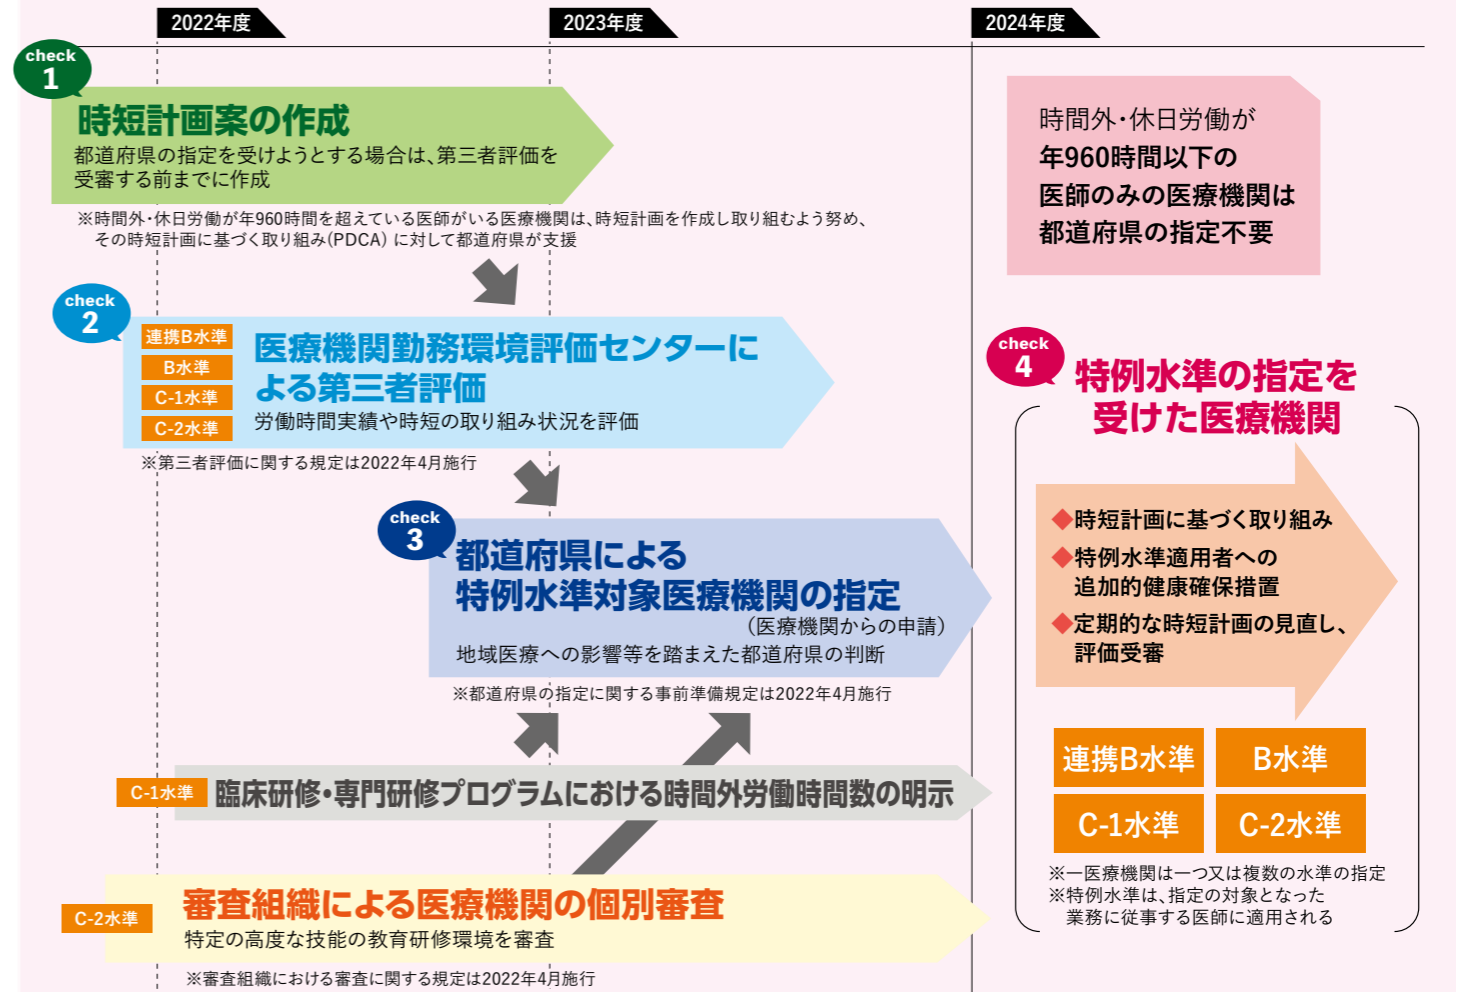 2022年度
2023年度
2024年度
check
1
時短計画案の作成
都道府県の指定を受けようとする場合は、第三者評価を
受審する前までに作成
※時間外・休日労働が年960時間を超えている医師がいる医療機関は、時短計画を作成し取り組むよう努め、
その時短計画に基づく取り組み(PDCA) に対して都道府県が支援
時間外・休日労働が
年960時間以下の
医師のみの医療機関は
都道府県の指定不要
check
2
連携B水準
B水準
C-1水準
C-2水準
医療機関勤務環境評価センターに
よる第三者評価
労働時間実績や時短の取り組み状況を評価
※第三者評価に関する規定は2022年4月施行
check
3
都道府県による
特例水準対象医療機関の指定
（医療機関からの申請）
地域医療への影響等を踏まえた都道府県の判断
※都道府県の指定に関する事前準備規定は2022年4月施行
C-1水準
臨床研修・専門研修プログラムにおける時間外労働時間数の明示
C-2水準
審査組織による医療機関の個別審査
特定の高度な技能の教育研修環境を審査
※審査組織における審査に関する規定は2022年4月施行
check
4
特例水準の指定を
受けた医療機関
◆時短計画に基づく取り組み
◆特例水準適用者への
追加的健康確保措置
◆定期的な時短計画の見直し、
評価受審
連携B水準
B水準
C-1水準
C-2水準
※一医療機関は一つ又は複数の水準の指定
※特例水準は、指定の対象となった
業務に従事する医師に適用される